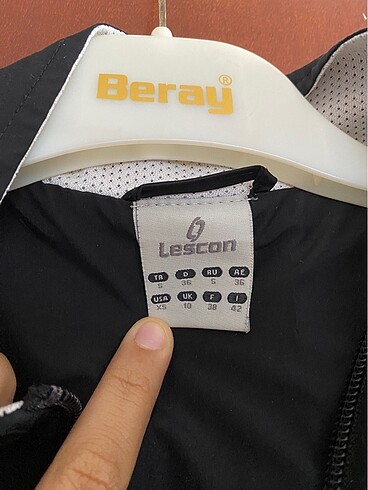 Beray®
Lescon
TR D RU AE
S 36 S 36
USA UK F I
XS 10 38 42